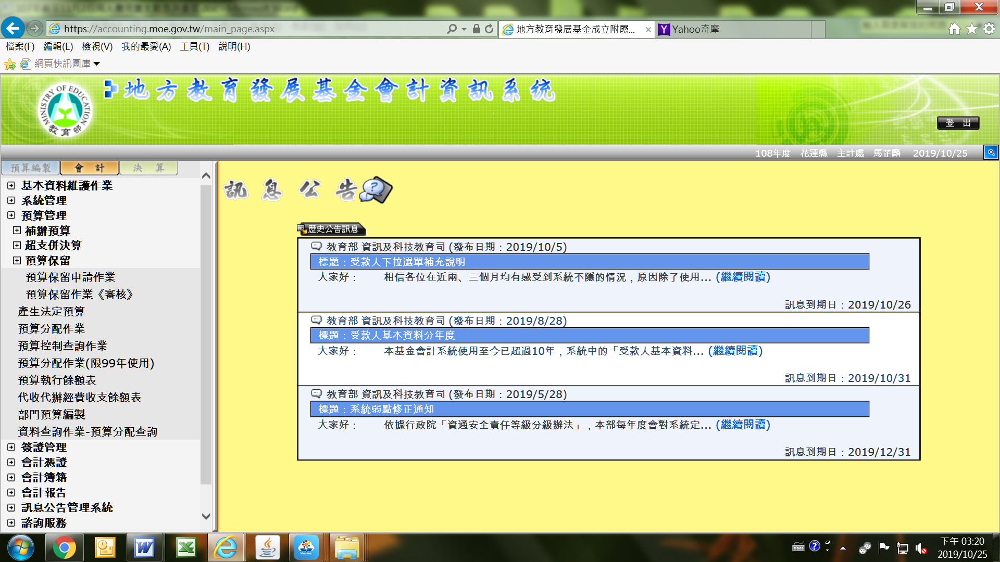 https://accounting.moe.gov.tw/main_page.aspx
地方教育發展基金成立附屬...
Yahoo奇摩
檔案(F) 編輯(E) 檢視(V) 我的最愛(A) 工具(T) 說明(H)
網頁快訊圖庫
MINISTRY OF EDUCATION
教育部
地方教育發展基金會計資訊系統
登 出
108年度 花蓮縣 主計處 馬芷麟 2019/10/25
預算編製 會 計 決 算
基本資料維護作業
系統管理
預算管理
補辦預算
超支併決算
預算保留
預算保留申請作業
預算保留作業《審核》
產生法定預算
預算分配作業
預算控制查詢作業
預算分配作業(限99年使用)
預算執行餘額表
代收代辦經費收支餘額表
部門預算編製
資料查詢作業-預算分配查詢
簽證管理
會計憑證
會計簿籍
會計報告
訊息公告管理系統
諮詢服務
訊息公告
歷史公告訊息
教育部 資訊及科技教育司 (發布日期：2019/10/5)
標題：受款人下拉選單補充說明
大家好： 相信各位在近兩、三個月均有感受到系統不隱的情況，原因除了使用... (繼續閱讀)
訊息到期日：2019/10/26
教育部 資訊及科技教育司 (發布日期：2019/8/28)
標題：受款人基本資料分年度
大家好： 本基金會計系統使用至今已超過10年，系統中的「受款人基本資料... (繼續閱讀)
訊息到期日：2019/10/31
教育部 資訊及科技教育司 (發布日期：2019/5/28)
標題：系統弱點修正通知
大家好： 依據行政院「資通安全責任等級分級辦法」，本部每年度會對系統定... (繼續閱讀)
訊息到期日：2019/12/31
下午 03:20
2019/10/25